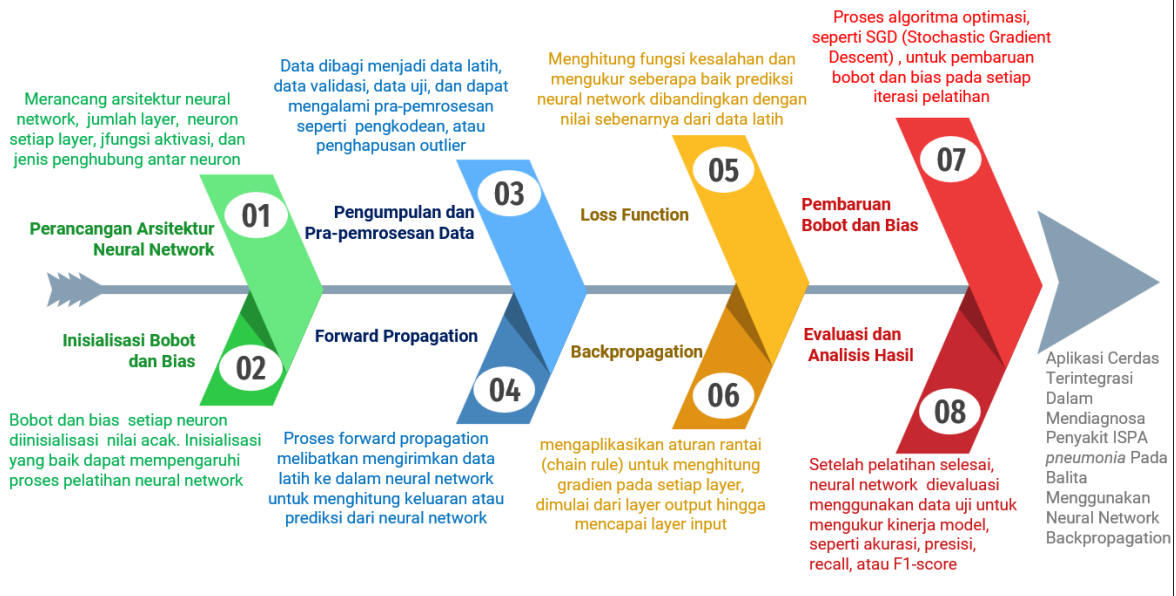 Merancang arsitektur neural
network, jumlah layer, neuron
setiap layer, jfungsi aktivasi, dan
jenis penghubung antar neuron
01
Perancangan Arsitektur
Neural Network
Inisialisasi Bobot
dan Bias
02
Bobot dan bias setiap neuron
diinisialisasi nilai acak. Inisialisasi
yang baik dapat mempengaruhi
proses pelatihan neural network
Data dibagi menjadi data latih,
data validasi, data uji, dan dapat
mengalami pra-pemrosesan
seperti pengkodean, atau
penghapusan outlier
03
Pengumpulan dan
Pra-pemrosesan Data
Forward Propagation
04
Proses forward propagation
melibatkan mengirimkan data
latih ke dalam neural network
untuk menghitung keluaran atau
prediksi dari neural network
Menghitung fungsi kesalahan dan
mengukur seberapa baik prediksi
neural network dibandingkan dengan
nilai sebenarnya dari data latih
05
Loss Function
Backpropagation
06
mengaplikasikan aturan rantai
(chain rule) untuk menghitung
gradien pada setiap layer,
dimulai dari layer output hingga
mencapai layer input
Proses algoritma optimasi,
seperti SGD (Stochastic Gradient
Descent) , untuk pembaruan
bobot dan bias pada setiap
iterasi pelatihan
07
Pembaruan
Bobot dan Bias
Evaluasi dan
Analisis Hasil
08
Setelah pelatihan selesai,
neural network dievaluasi
menggunakan data uji untuk
mengukur kinerja model,
seperti akurasi, presisi,
recall, atau F1-score
Aplikasi Cerdas
Terintegrasi
Dalam
Mendiagnosa
Penyakit ISPA
pneumonia Pada
Balita
Menggunakan
Neural Network
Backpropagation